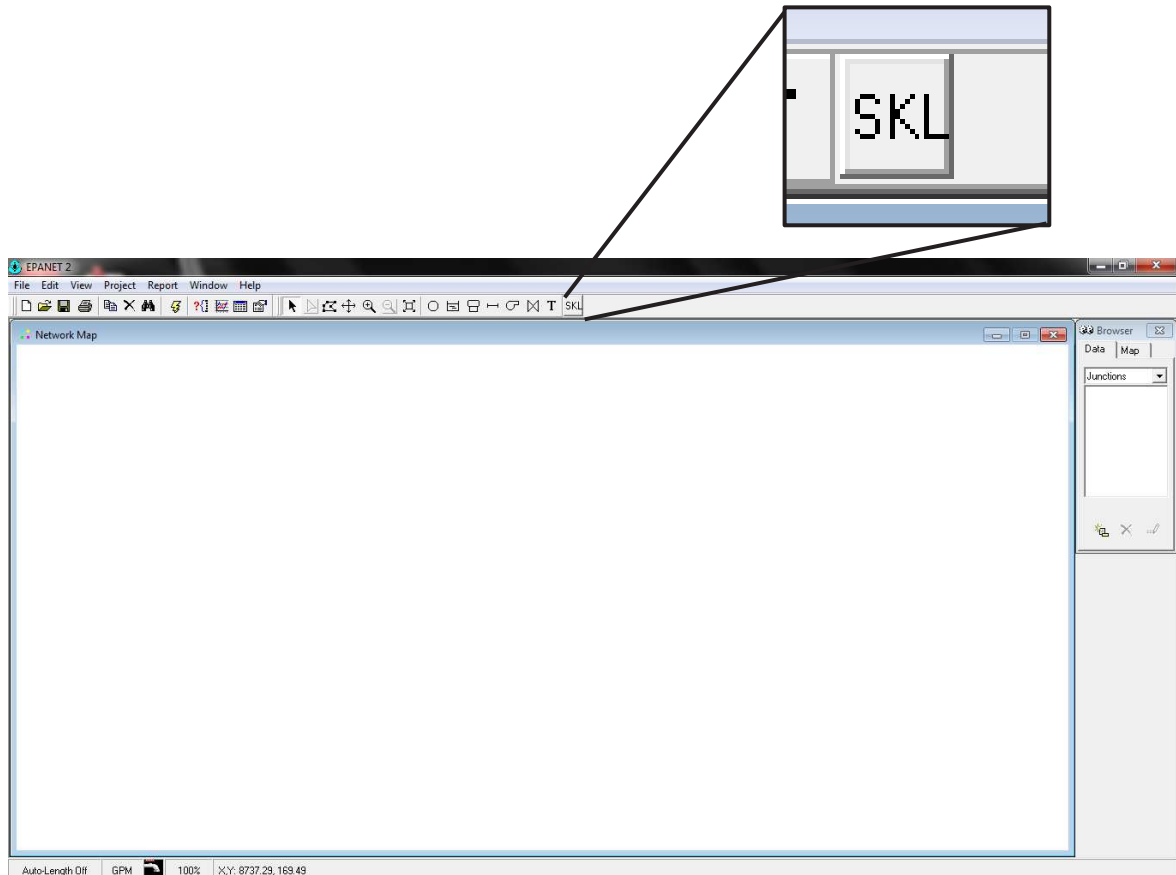 SKL
EPANET 2
File Edit View Project Report Window Help
T SKL
Network Map
Browser
Data Map
Junctions
Auto-Length Off GPM 100% X,Y: 8737.29, 169.49